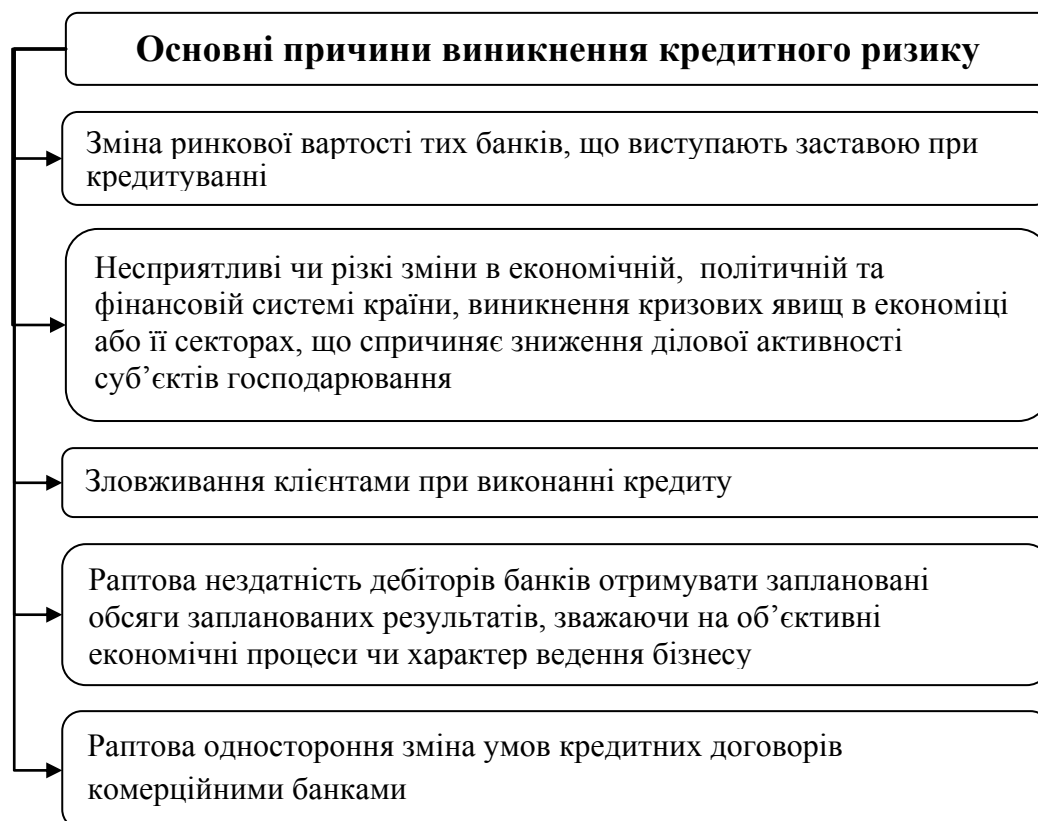 Основні причини виникнення кредитного ризику
Зміна ринкової вартості тих банків, що виступають заставою при
кредитуванні
Несприятливі чи різкі зміни в економічній, політичній та
фінансовій системі країни, виникнення кризових явищ в економіці
або її секторах, що спричиняє зниження ділової активності
суб’єктів господарювання
Зловживання клієнтами при виконанні кредиту
Раптова нездатність дебіторів банків отримувати заплановані
обсяги запланованих результатів, зважаючи на об’єктивні
економічні процеси чи характер ведення бізнесу
Раптова одностороння зміна умов кредитних договорів
комерційними банками